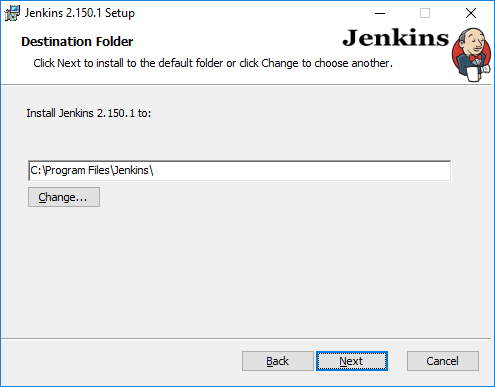 Jenkins 2.150.1 Setup
Destination Folder
Jenkins
Click Next to install to the default folder or click Change to choose another.
Install Jenkins 2.150.1 to:
C:\Program Files\Jenkins\
Change...
Back
Next
Cancel